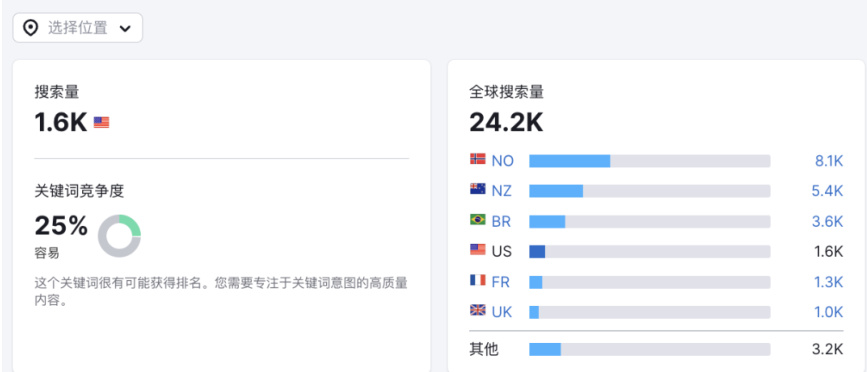 选择位置
搜索量
1.6K
关键词竞争度
25%
容易
这个关键词很有可能获得排名。您需要专注于关键词意图的高质量
内容。
全球搜索量
24.2K
NO 8.1K
NZ 5.4K
BR 3.6K
US 1.6K
FR 1.3K
UK 1.0K
其他 3.2K